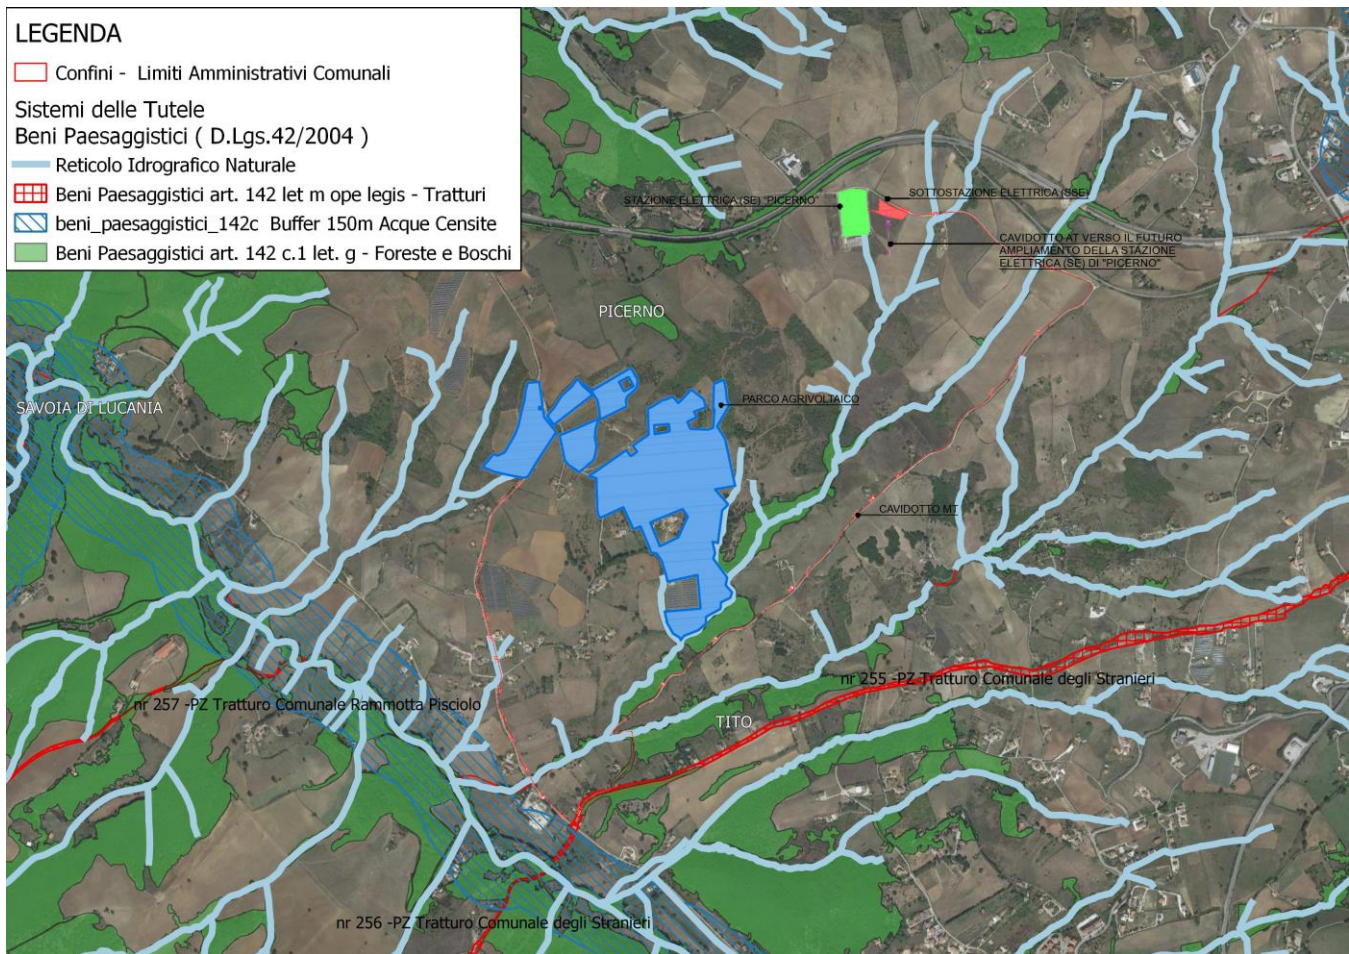 LEGENDA
Confini - Limiti Amministrativi Comunali
Sistemi delle Tutele
Beni Paesaggistici ( D.Lgs.42/2004 )
Reticolo Idrografico Naturale
Beni Paesaggistici art. 142 let m ope legis - Tratturi
beni_paesaggistici_142c Buffer 150m Acque Censite
Beni Paesaggistici art. 142 c.1 let. g - Foreste e Boschi
STAZIONE ELETTRICA (SE) "PICERNO"
SOTTOSTAZIONE ELETTRICA (SSE)
CAVIDOTTO AT VERSO IL FUTURO
AMPLIAMENTO DELLA STAZIONE
ELETTRICA (SE) DI "PICERNO"
PICERNO
SAVOIA DI LUCANIA
PARCO AGRIVOLTAICO
CAVIDOTTO MT
nr 255 -PZ Tratturo Comunale degli Stranieri
nr 257 -PZ Tratturo Comunale Rammotta Pisciolo
TITO
nr 256 -PZ Tratturo Comunale degli Stranieri